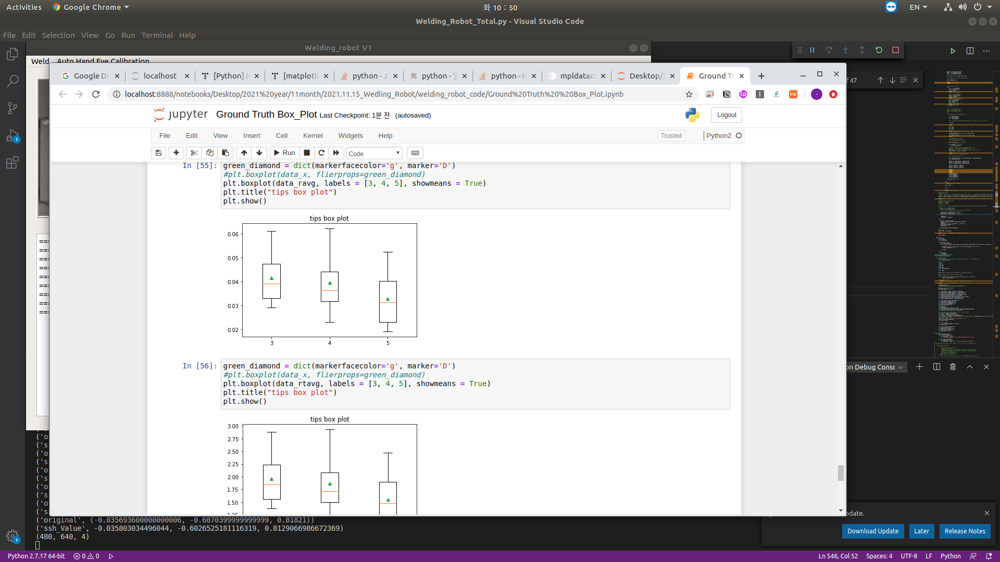 Activities
Google Chrome
화 10 : 50
EN
Welding_Robot_Total.py - Visual Studio Code
File Edit Selection View Go Run Terminal Help
Welding_robot V1
Weld Auto Hand Eye Calibration
Google Dr
localhost
[Python]
[matplotli
python - J
python -
python - H
mpldatacu
Desktop/2
Ground Tr
f 47
localhost:8888/notebooks/Desktop/2021%20year/11month/2021.11.15_Wedling_Robot/welding_robot_code/Ground%20Truth%20%20Box_Plot.ipynb
jupyter Ground Truth Box_Plot Last Checkpoint: 1분 전 (autosaved)
Logout
File Edit View Insert Cell Kernel Widgets Help
Trusted
Python2
Run
Code
In [55]: green_diamond = dict(markerfacecolor='g', marker='D')
#plt.boxplot(data_x, flierprops=green_diamond)
plt.boxplot(data_ravg, labels = [3, 4, 5], showmeans = True)
plt.title("tips box plot")
plt.show()
tips box plot
0.06
0.05
0.04
0.03
0.02
3 4 5
In [56]: green_diamond = dict(markerfacecolor='g', marker='D')
#plt.boxplot(data_x, flierprops=green_diamond)
plt.boxplot(data_rtavg, labels = [3, 4, 5], showmeans = True)
plt.title("tips box plot")
plt.show()
on Debug Consc
tips box plot
3.00
2.75
2.50
2.25
2.00
1.75
1.50
1.25
===
===
===
===
===
===
===
===
===
('o
('s
('o
('s
('o
('s
('o
('s
('o
('s
('original', (-0.035693600000000006, -0.6070399999999999, 0.81821))
('ssh_Value', -0.035803034496044, -0.6026525181116319, 0.8129066986672369)
(480, 640, 4)
pdate.
Download Update
Later
Release Notes
1
1
Python 2.7.17 64-bit
0
0
Ln 546, Col 52
Spaces: 4
UTF-8
LF
Python